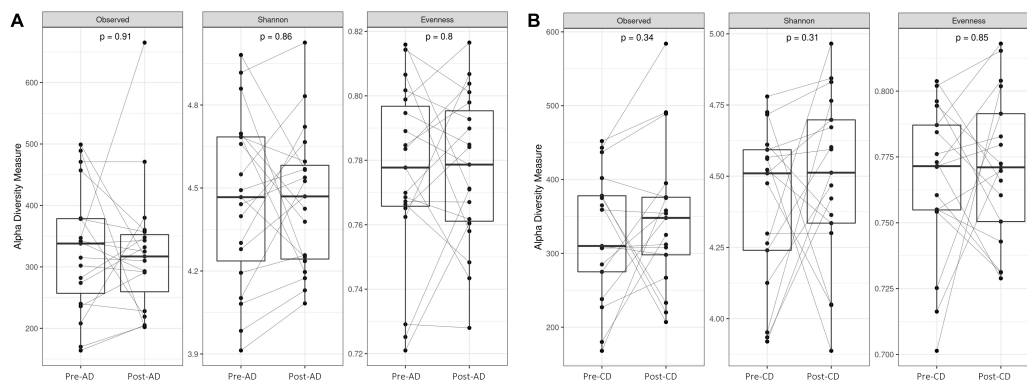 A
Observed
Shannon
Evenness
p = 0.91
p = 0.86
p = 0.8
Alpha Diversity Measure
600
500
400
300
200
4.8
4.5
4.2
3.9
0.82
0.80
0.78
0.76
0.74
0.72
Pre-AD
Post-AD
Pre-AD
Post-AD
Pre-AD
Post-AD
B
Observed
Shannon
Evenness
p = 0.34
p = 0.31
p = 0.85
Alpha Diversity Measure
600
500
400
300
200
5.00
4.75
4.50
4.25
4.00
0.800
0.775
0.750
0.725
0.700
Pre-CD
Post-CD
Pre-CD
Post-CD
Pre-CD
Post-CD